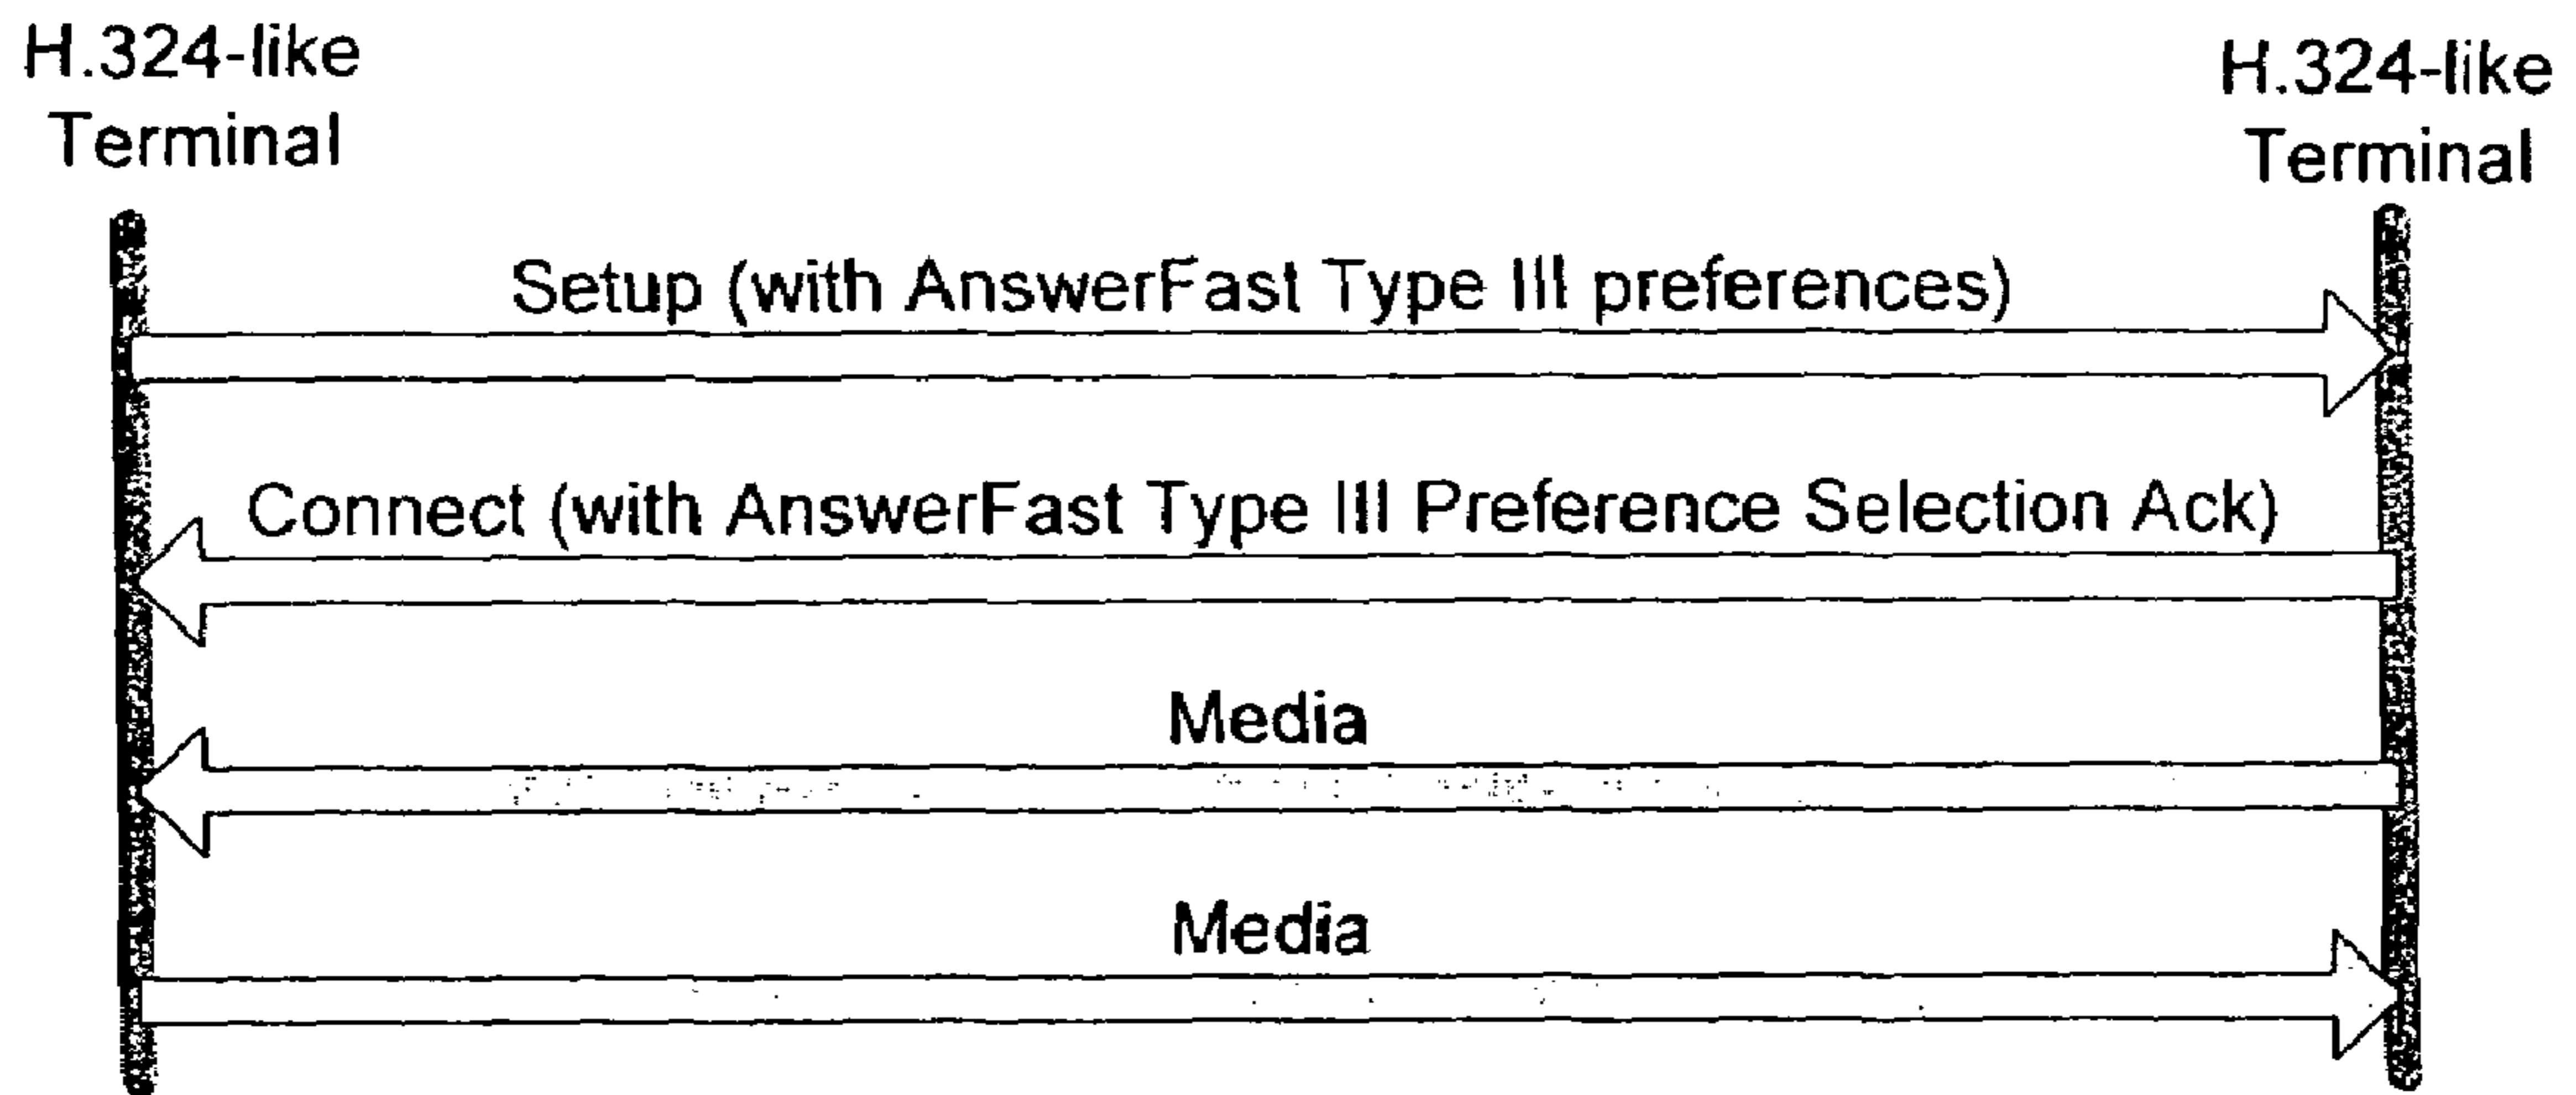 H.324-like
Terminal
H.324-like
Terminal
Setup (with AnswerFast Type III preferences)
Connect (with AnswerFast Type III Preference Selection Ack)
Media
Media